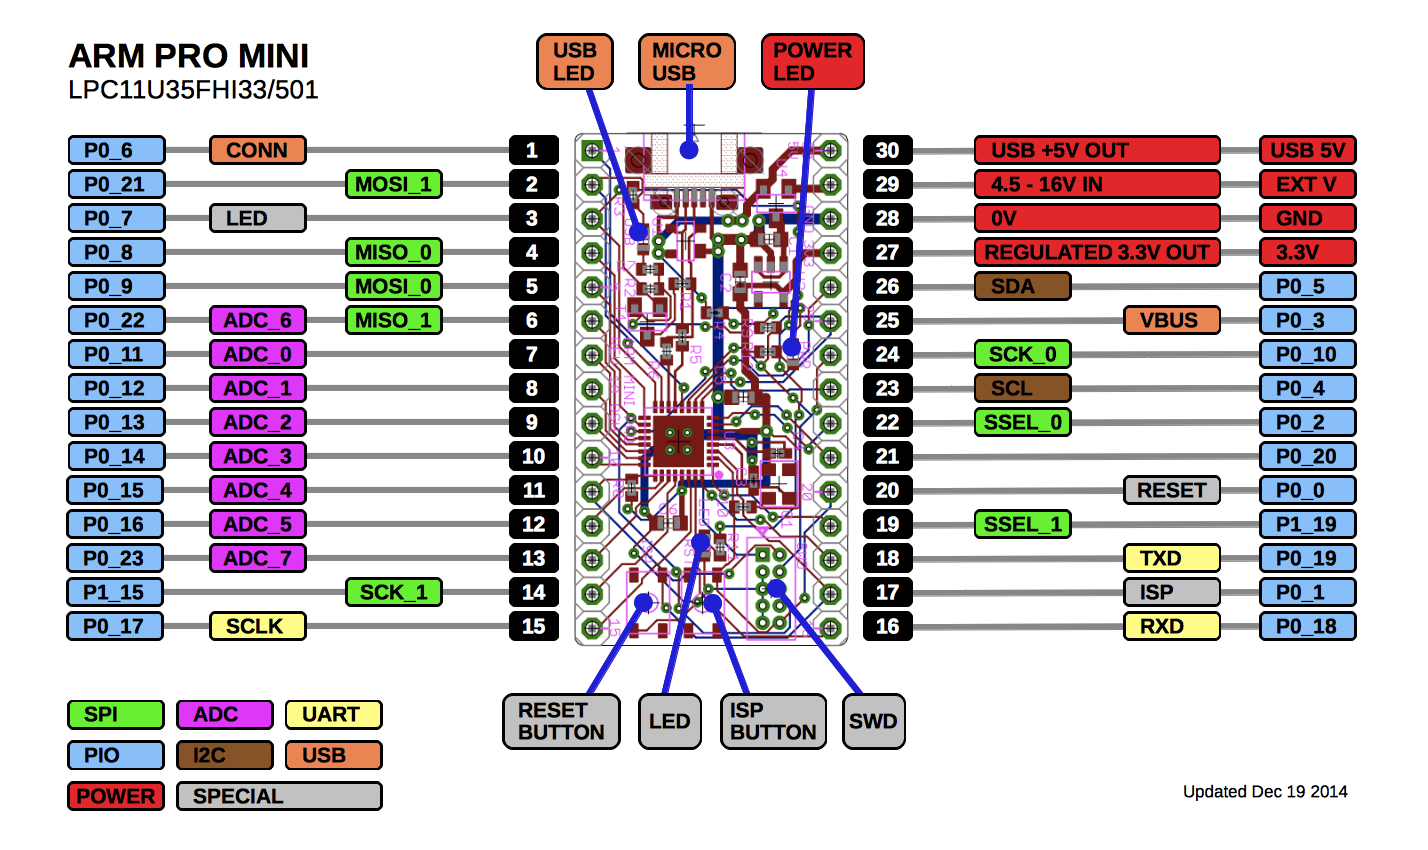 ARM PRO MINI
LPC11U35FHI33/501
USB LED
MICRO USB
POWER LED
P0_6 CONN 1
P0_21 MOSI_1 2
P0_7 LED 3
P0_8 MISO_0 4
P0_9 MOSI_0 5
P0_22 ADC_6 MISO_1 6
P0_11 ADC_0 7
P0_12 ADC_1 8
P0_13 ADC_2 9
P0_14 ADC_3 10
P0_15 ADC_4 11
P0_16 ADC_5 12
P0_23 ADC_7 13
P1_15 SCK_1 14
P0_17 SCLK 15
30 USB +5V OUT USB 5V
29 4.5 - 16V IN EXT V
28 0V GND
27 REGULATED 3.3V OUT 3.3V
26 SDA P0_5
25 VBUS P0_3
24 SCK_0 P0_10
23 SCL P0_4
22 SSEL_0 P0_2
21 P0_20
20 RESET P0_0
19 SSEL_1 P1_19
18 TXD P0_19
17 ISP P0_1
16 RXD P0_18
RESET BUTTON
LED
ISP BUTTON
SWD
SPI ADC UART
PIO I2C USB
POWER SPECIAL
Updated Dec 19 2014